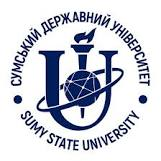 СУМСЬКИЙ ДЕРЖАВНИЙ УНІВЕРСИТЕТ
SUMY STATE UNIVERSITY